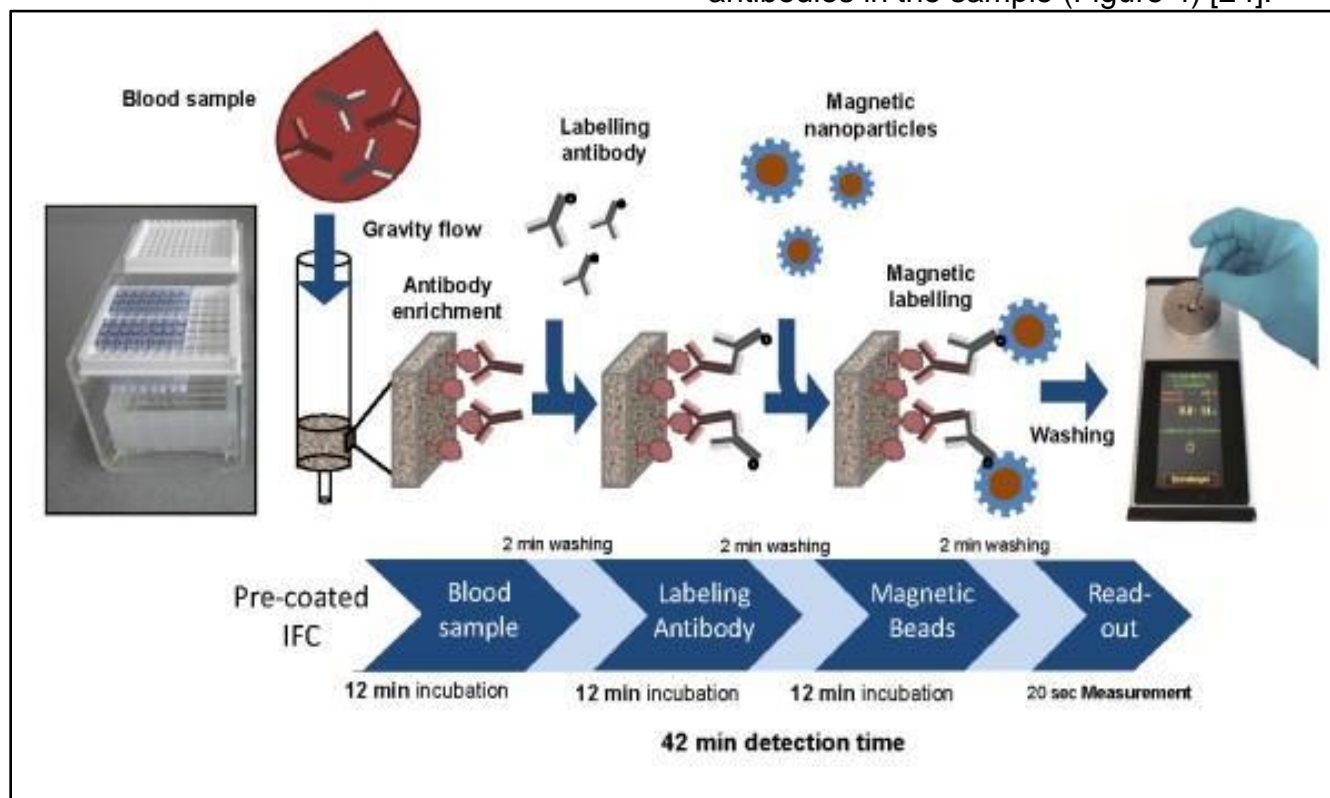 Blood sample
Labelling
antibody
Magnetic
nanoparticles
Gravity flow
Antibody
enrichment
Magnetic
labelling
Washing
2 min washing
2 min washing
2 min washing
Pre-coated
IFC
Blood
sample
Labeling
Antibody
Magnetic
Beads
Read-
out
12 min incubation
12 min incubation
12 min incubation
20 sec Measurement
42 min detection time